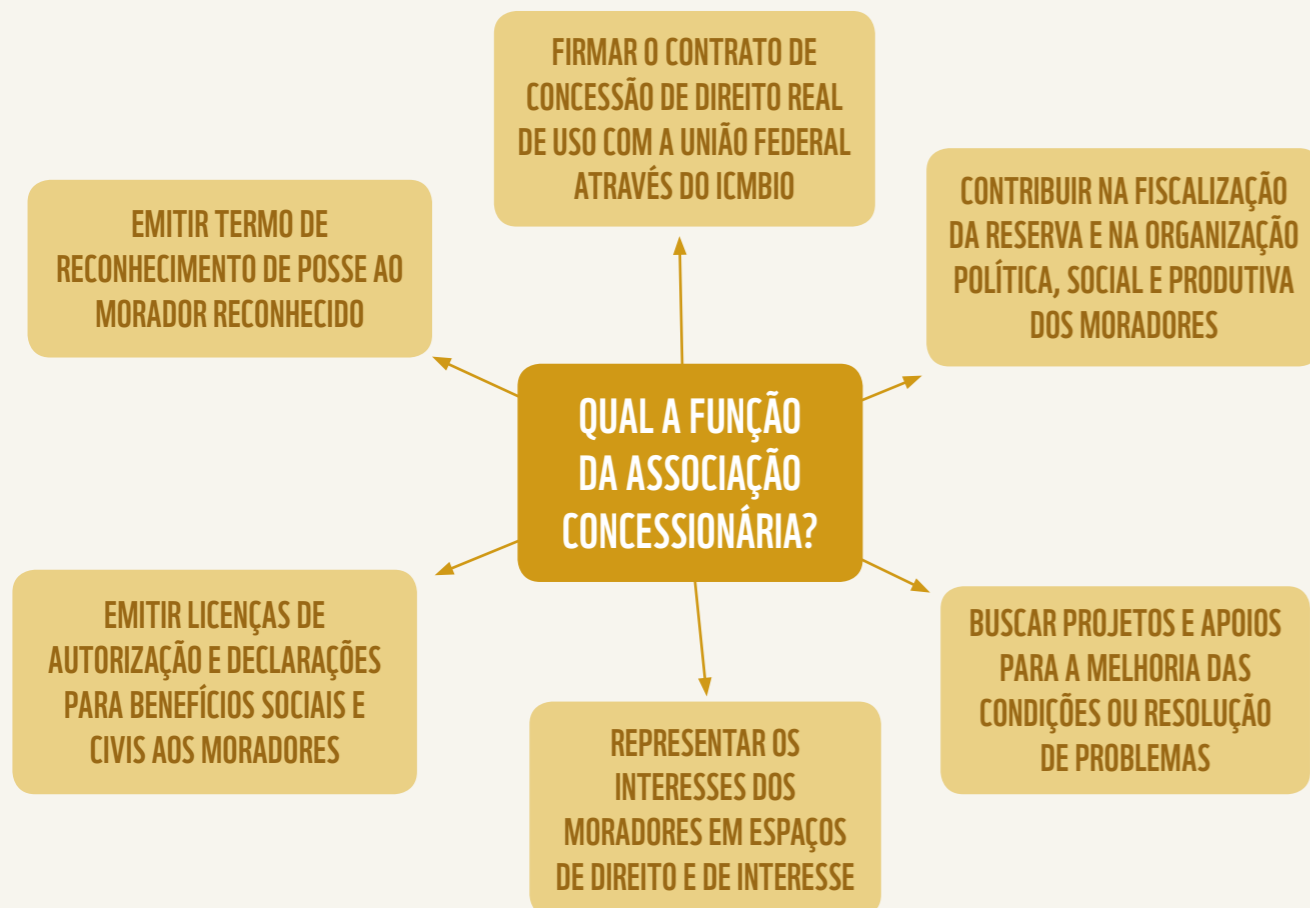 FIRMAR O CONTRATO DE
CONCESSÃO DE DIREITO REAL
DE USO COM A UNIÃO FEDERAL
ATRAVÉS DO ICMBIO
EMITIR TERMO DE
RECONHECIMENTO DE POSSE AO
MORADOR RECONHECIDO
CONTRIBUIR NA FISCALIZAÇÃO
DA RESERVA E NA ORGANIZAÇÃO
POLÍTICA, SOCIAL E PRODUTIVA
DOS MORADORES
QUAL A FUNÇÃO
DA ASSOCIAÇÃO
CONCESSIONÁRIA?
EMITIR LICENÇAS DE
AUTORIZAÇÃO E DECLARAÇÕES
PARA BENEFÍCIOS SOCIAIS E
CIVIS AOS MORADORES
BUSCAR PROJETOS E APOIOS
PARA A MELHORIA DAS
CONDIÇÕES OU RESOLUÇÃO
DE PROBLEMAS
REPRESENTAR OS
INTERESSES DOS
MORADORES EM ESPAÇOS
DE DIREITO E DE INTERESSE